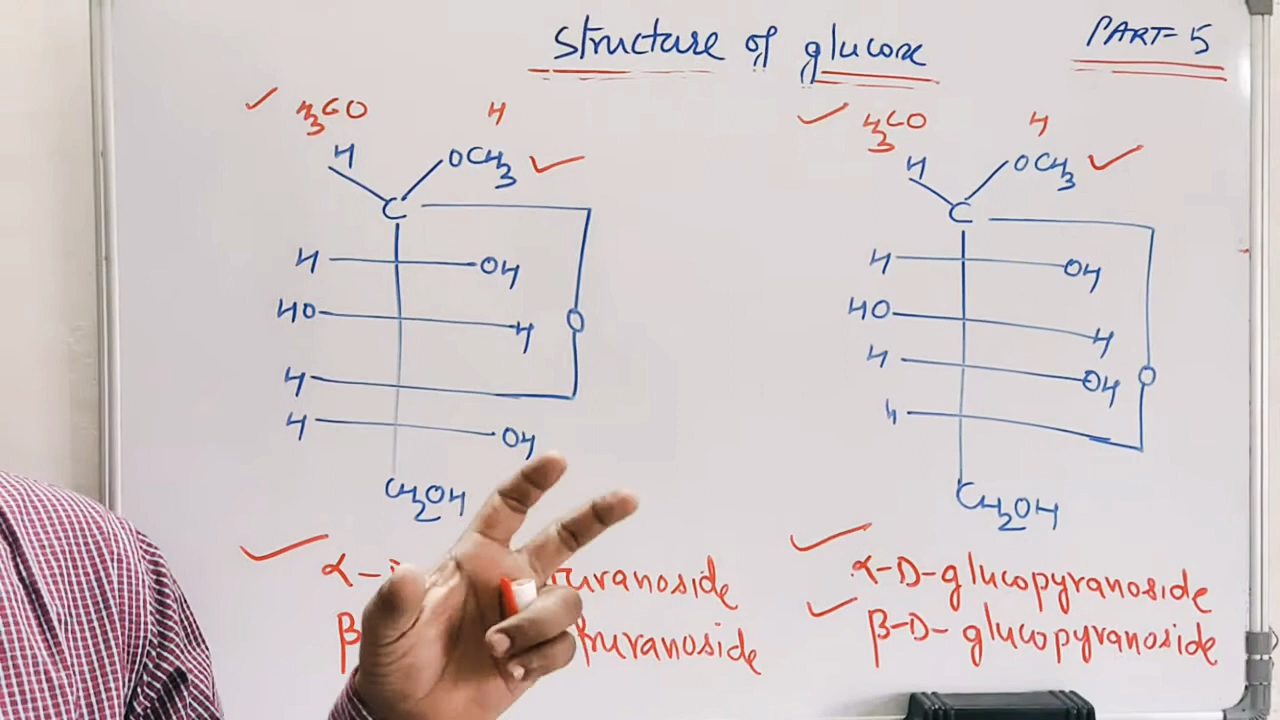 Structure of glucose
PART-5
H3CO H
H OCH3
C
H OH
HO H
O
H
H OH
CH2OH
α-
uranoside
β
furanoside
H3CO H
H OCH3
C
H OH
HO H
H OH
O
H
CH2OH
α-D-glucopyranoside
β-D-glucopyranoside